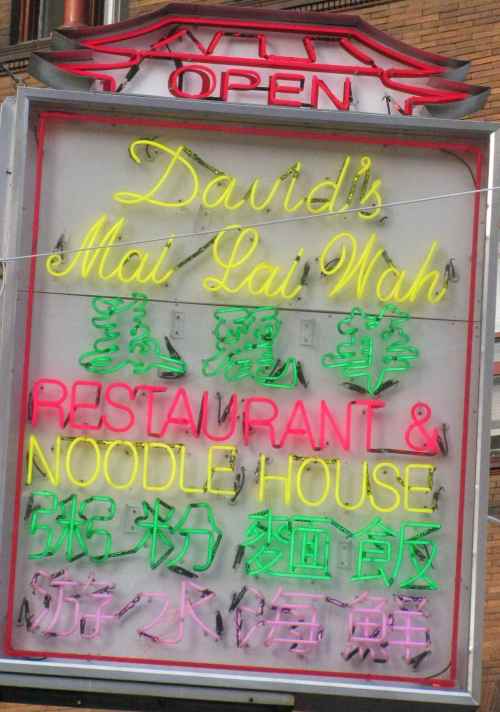 OPEN
David's
Mai Lai Wah
美麗華
RESTAURANT &
NOODLE HOUSE
粥粉麵飯
游水海鮮